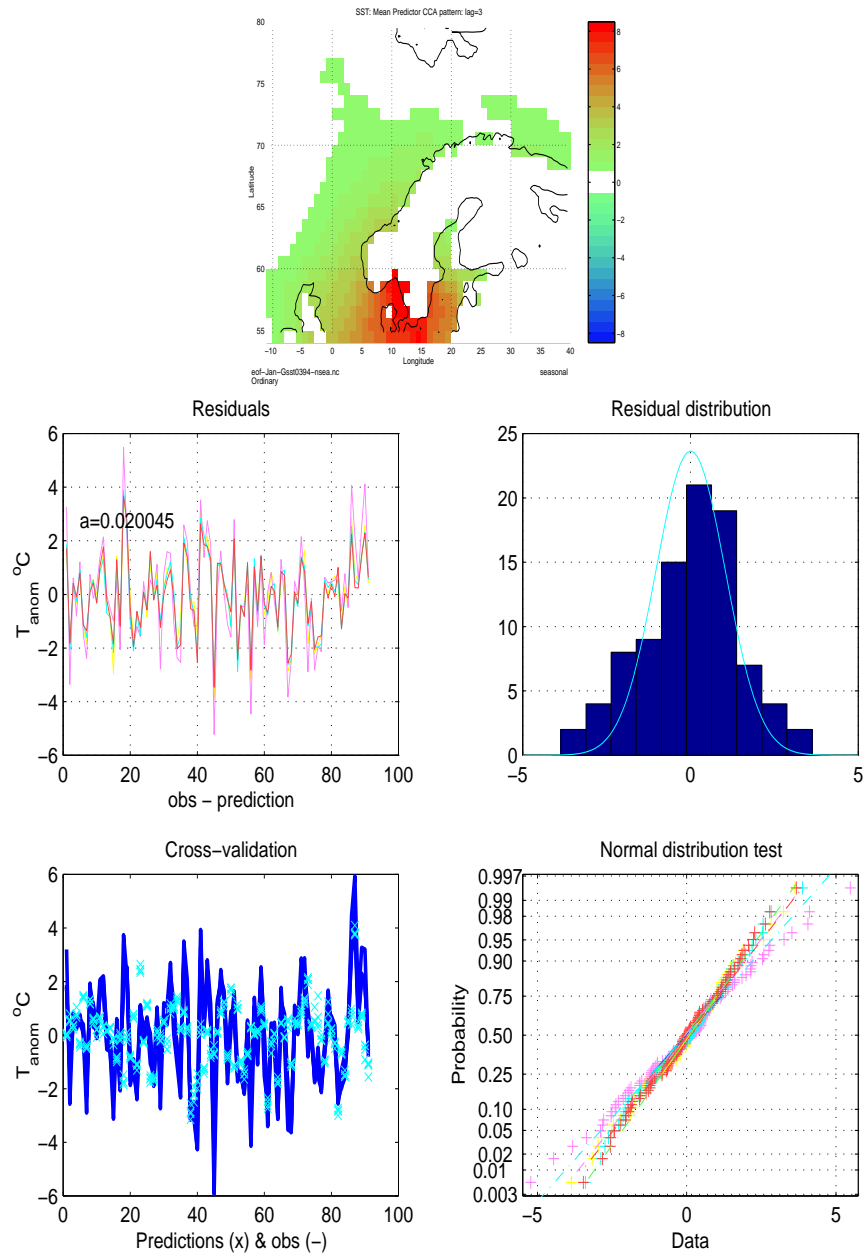 SST: Mean Predictor CCA pattern: lag=3
80
75
70
65
60
55
Latitude
−10 −5 0 5 10 15 20 25 30 35 40
Longitude
8
6
4
2
0
−2
−4
−6
−8
eof−Jan−Gsst0394−nsea.nc seasonal
Ordinary
Residuals
6
4
2
0
−2
−4
−6
T anom °C
a=0.020045
0 20 40 60 80 100
obs − prediction
Residual distribution
25
20
15
10
5
0
−5 0 5
Cross−validation
6
4
2
0
−2
−4
−6
T anom °C
0 20 40 60 80 100
Predictions (x) & obs (−)
Normal distribution test
0.997
0.99
0.98
0.95
0.90
0.75
0.50
0.25
0.10
0.05
0.02
0.01
0.003
Probability
−5 0 5
Data